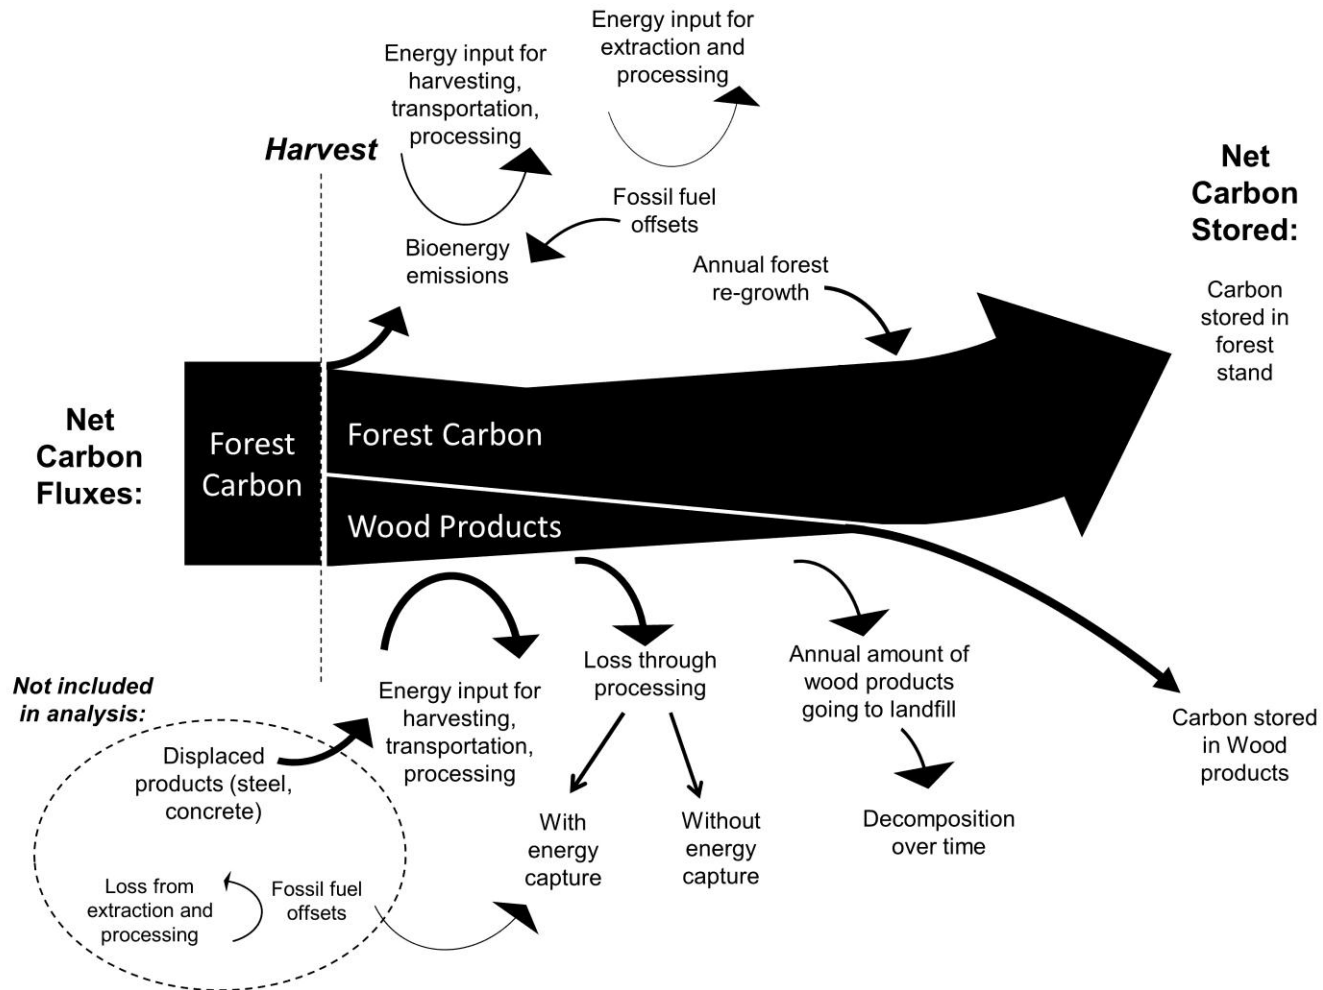 Energy input for
extraction and
processing
Energy input for
harvesting,
transportation,
processing
Harvest
Net
Carbon
Stored:
Fossil fuel
offsets
Bioenergy
emissions
Annual forest
re-growth
Carbon
stored in
forest
stand
Net
Carbon
Fluxes:
Forest
Carbon
Forest Carbon
Wood Products
Not included
in analysis:
Displaced
products (steel,
concrete)
Loss from
extraction and
processing
Fossil fuel
offsets
Energy input for
harvesting,
transportation,
processing
Loss through
processing
With
energy
capture
Without
energy
capture
Annual amount of
wood products
going to landfill
Decomposition
over time
Carbon stored
in Wood
products